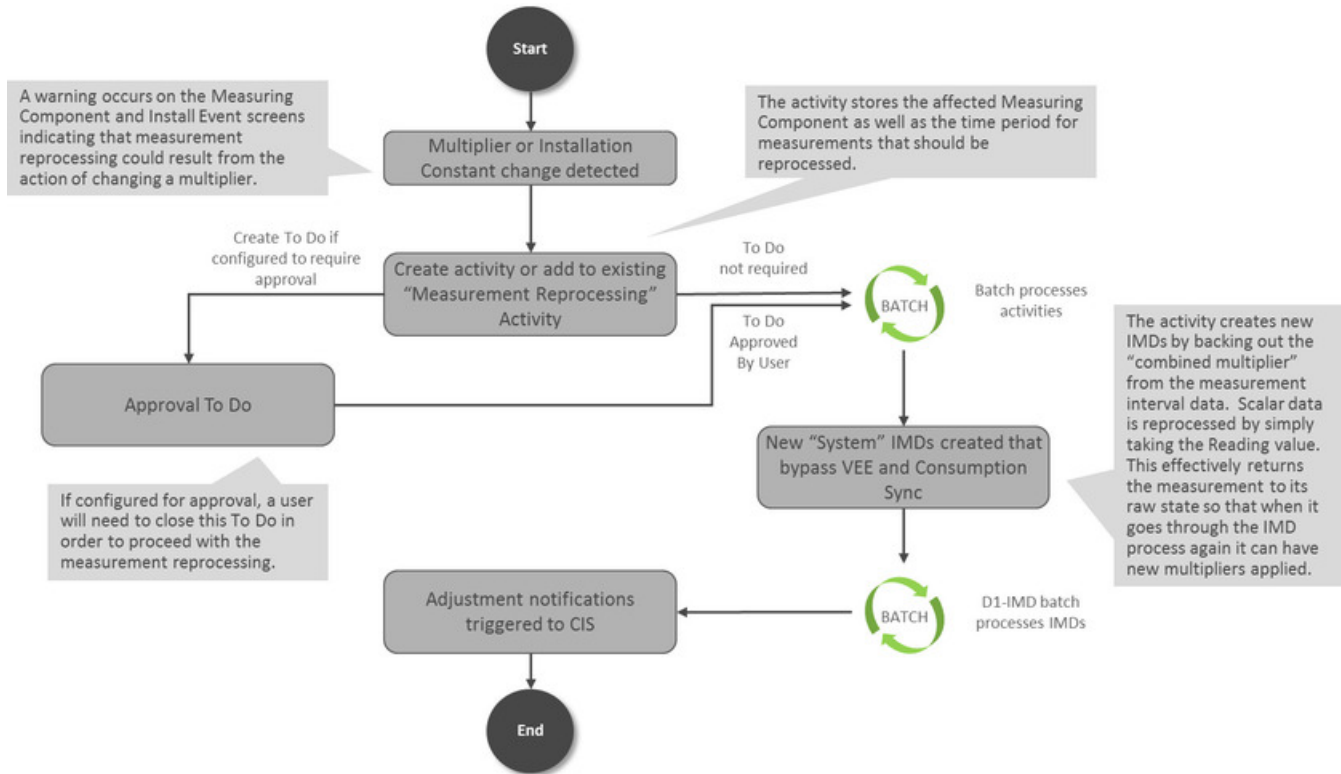 Start
A warning occurs on the Measuring
Component and Install Event screens
indicating that measurement
reprocessing could result from the
action of changing a multiplier.
The activity stores the affected Measuring
Component as well as the time period for
measurements that should be
reprocessed.
Multiplier or Installation
Constant change detected
Create To Do if
configured to require
approval
Create activity or add to existing
“Measurement Reprocessing”
Activity
To Do
not required
BATCH
Batch processes
activities
To Do
Approved
By User
Approval To Do
The activity creates new
IMDs by backing out the
“combined multiplier”
from the measurement
interval data.  Scalar data
is reprocessed by simply
taking the Reading value.
This effectively returns
the measurement to its
raw state so that when it
goes through the IMD
process again it can have
new multipliers applied.
New “System” IMDs created that
bypass VEE and Consumption
Sync
If configured for approval, a user
will need to close this To Do in
order to proceed with the
measurement reprocessing.
Adjustment notifications
triggered to CIS
BATCH
D1-IMD batch
processes IMDs
End